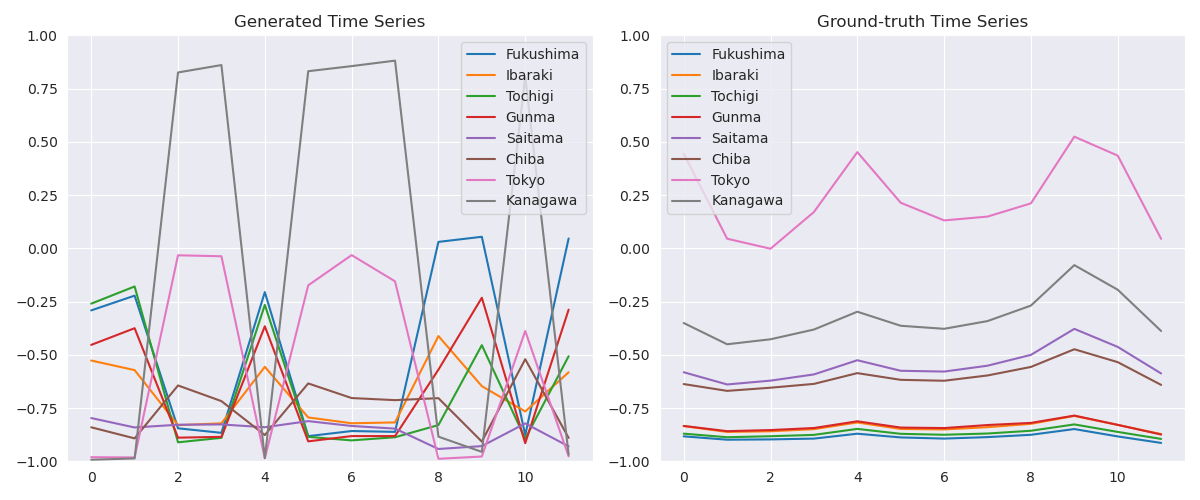 Generated Time Series
1.00
0.75
0.50
0.25
0.00
−0.25
−0.50
−0.75
−1.00
0 2 4 6 8 10
Fukushima
Ibaraki
Tochigi
Gunma
Saitama
Chiba
Tokyo
Kanagawa
Ground-truth Time Series
1.00
0.75
0.50
0.25
0.00
−0.25
−0.50
−0.75
−1.00
0 2 4 6 8 10
Fukushima
Ibaraki
Tochigi
Gunma
Saitama
Chiba
Tokyo
Kanagawa